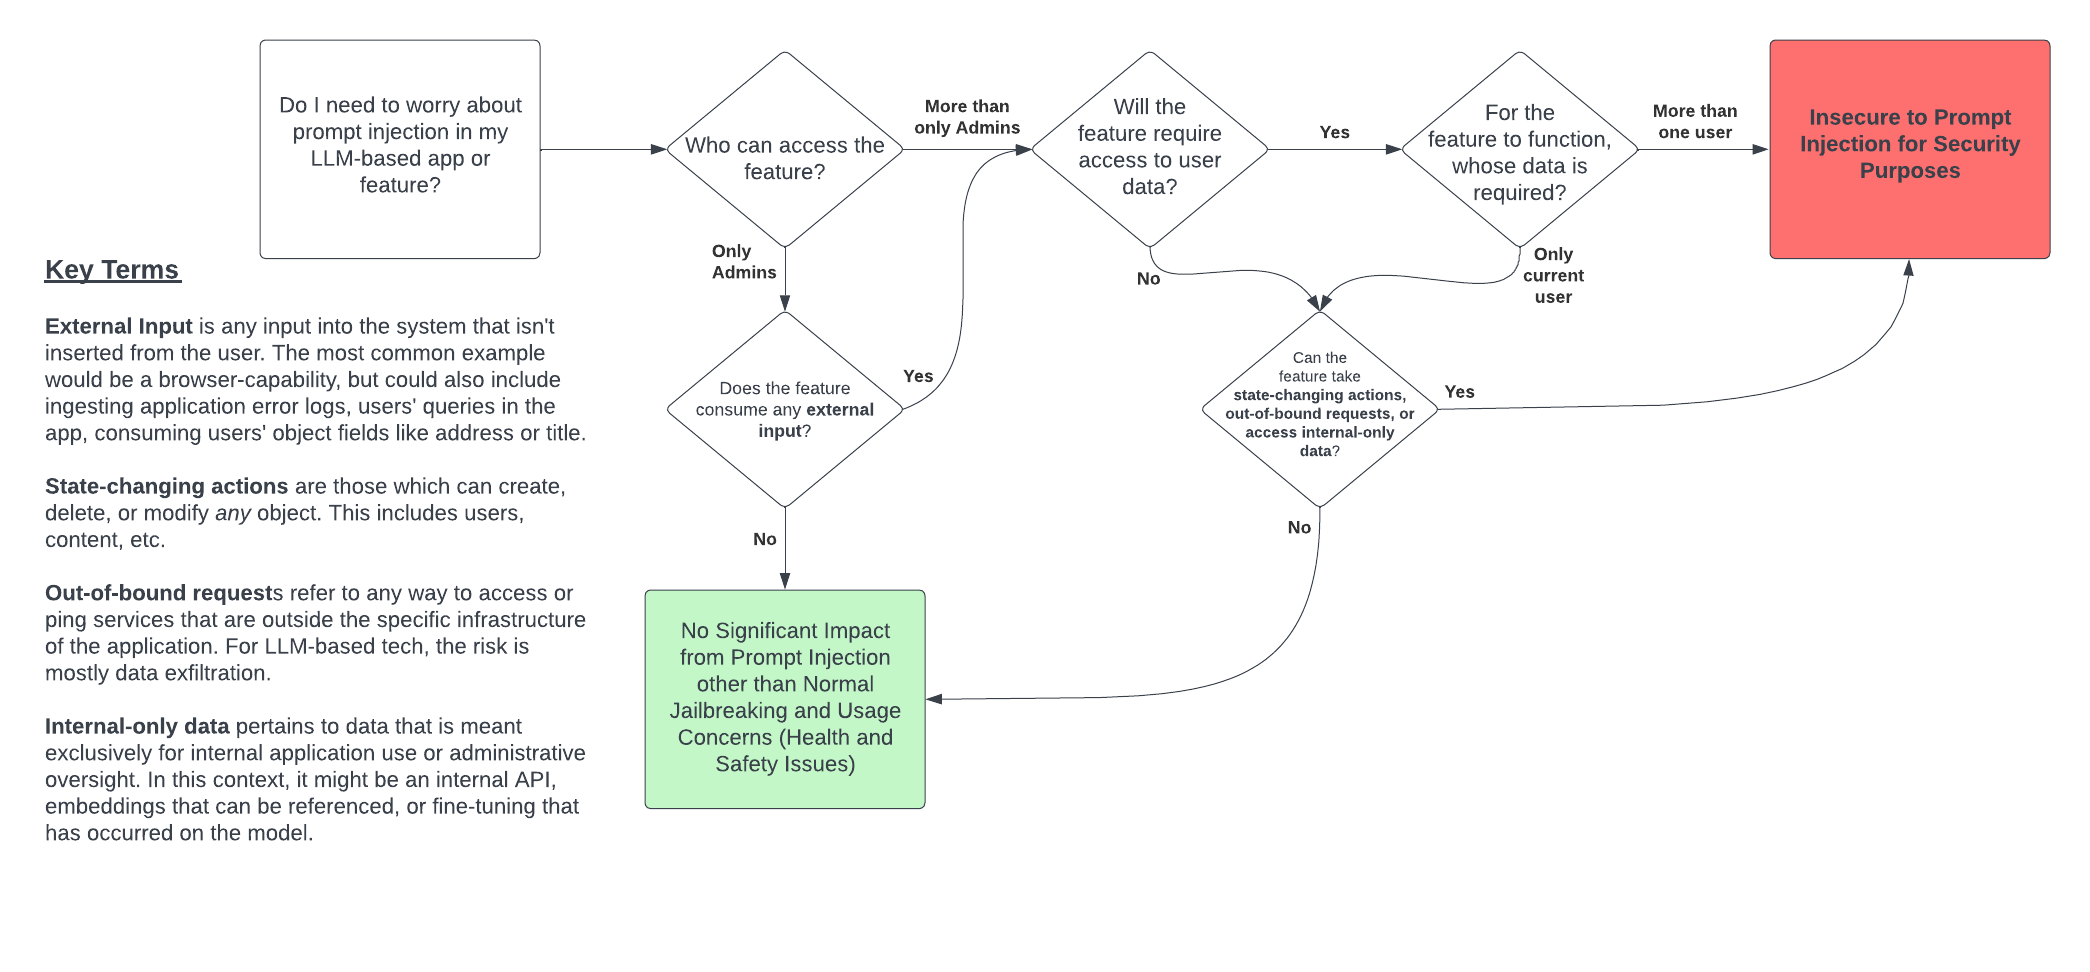 Do I need to worry about
prompt injection in my
LLM-based app or
feature?
Who can access the
feature?
More than
only Admins
Will the
feature require
access to user
data?
Yes
For the
feature to function,
whose data is
required?
More than
one user
Insecure to Prompt
Injection for Security
Purposes
Only
Admins
No
Only
current
user
Does the feature
consume any external
input?
Yes
Can the
feature take
state-changing actions,
out-of-bound requests, or
access internal-only
data?
Yes
No
No
No Significant Impact
from Prompt Injection
other than Normal
Jailbreaking and Usage
Concerns (Health and
Safety Issues)
Key Terms
External Input is any input into the system that isn't
inserted from the user. The most common example
would be a browser-capability, but could also include
ingesting application error logs, users' queries in the
app, consuming users' object fields like address or title.
State-changing actions are those which can create,
delete, or modify any object. This includes users,
content, etc.
Out-of-bound requests refer to any way to access or
ping services that are outside the specific infrastructure
of the application. For LLM-based tech, the risk is
mostly data exfiltration.
Internal-only data pertains to data that is meant
exclusively for internal application use or administrative
oversight. In this context, it might be an internal API,
embeddings that can be referenced, or fine-tuning that
has occurred on the model.